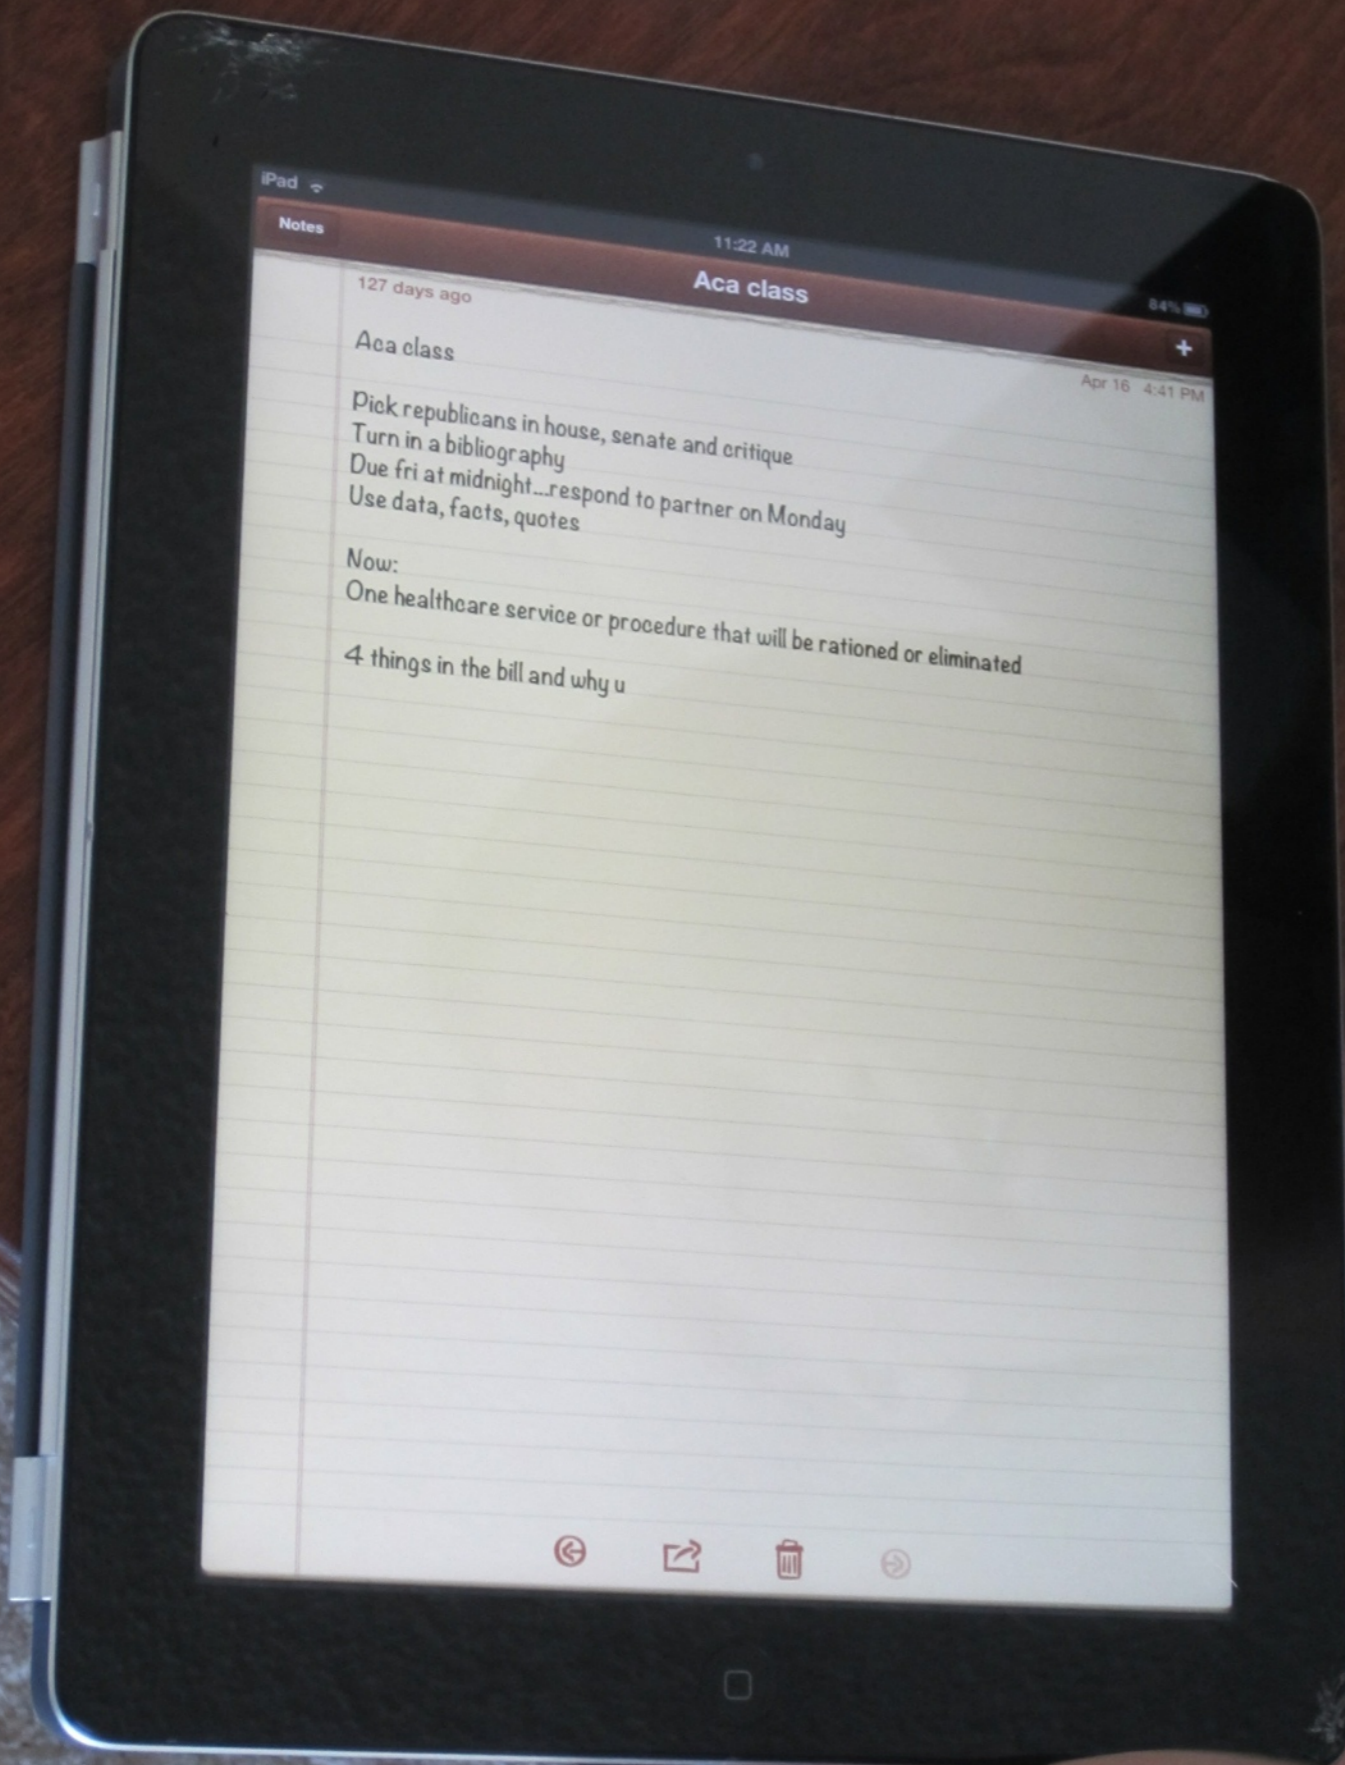 iPad
11:22 AM
84%
Notes
Aca class
+
127 days ago
Apr 16 4:41 PM
Aca class
Pick republicans in house, senate and critique
Turn in a bibliography
Due fri at midnight...respond to partner on Monday
Use data, facts, quotes
Now:
One healthcare service or procedure that will be rationed or eliminated
4 things in the bill and why u